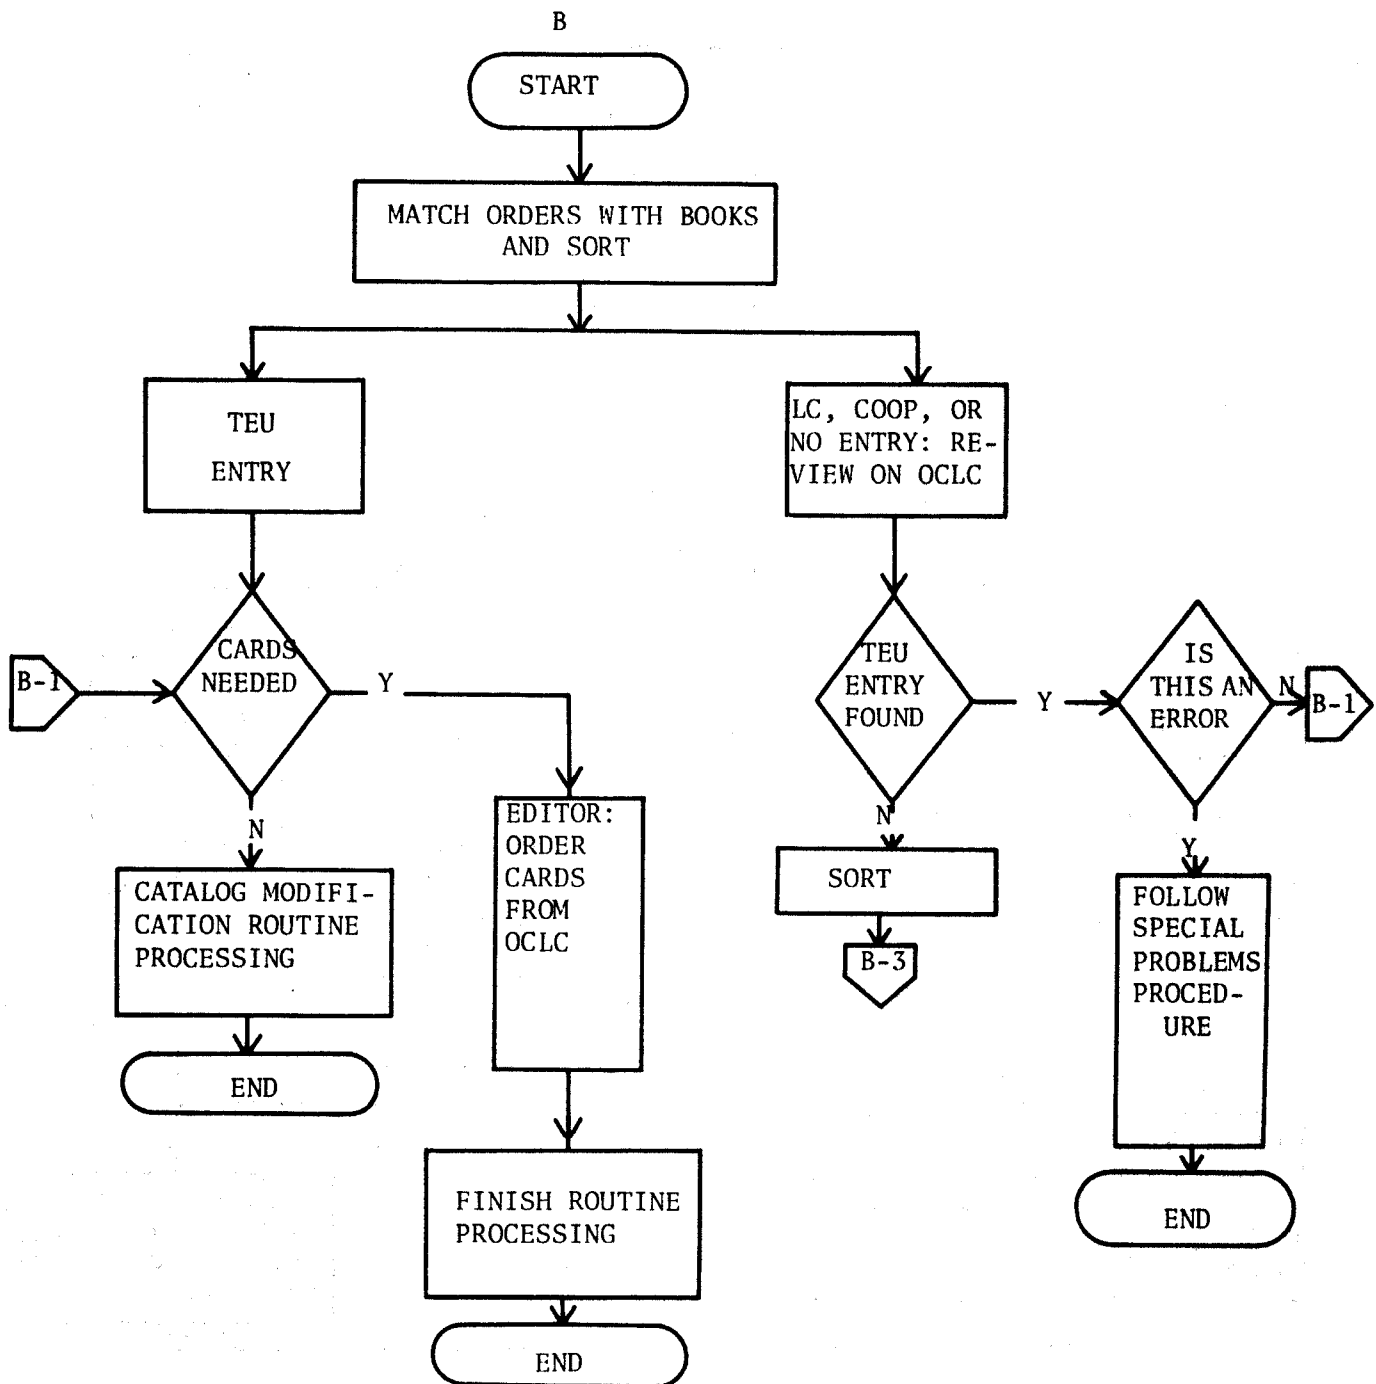 B
START
MATCH ORDERS WITH BOOKS
AND SORT
TEU
ENTRY
LC, COOP, OR
NO ENTRY: RE-
VIEW ON OCLC
B-1
CARDS
NEEDED
Y
N
CATALOG MODIFI-
CATION ROUTINE
PROCESSING
END
EDITOR:
ORDER
CARDS
FROM
OCLC
FINISH ROUTINE
PROCESSING
END
TEU
ENTRY
FOUND
Y
N
SORT
B-3
IS
THIS AN
ERROR
N
B-1
Y
FOLLOW
SPECIAL
PROBLEMS
PROCED-
URE
END